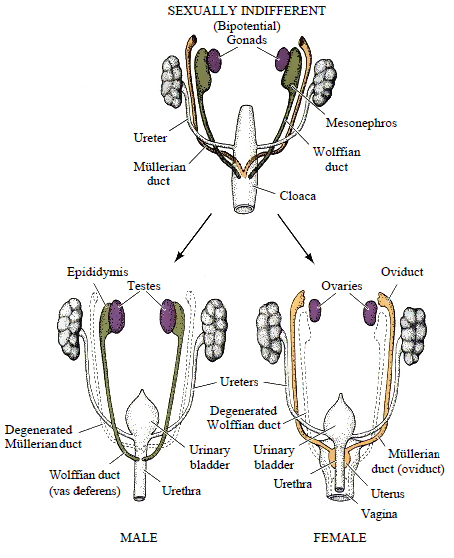 SEXUALLY INDIFFERENT
(Bipotential)
Gonads
Mesonephros
Ureter
Wolffian
duct
Müllerian
duct
Cloaca
Epididymis
Testes
Ovaries
Oviduct
Ureters
Degenerated
Wolffian duct
Degenerated
Müllerian duct
Urinary
bladder
Urinary
bladder
Müllerian
duct (oviduct)
Wolffian duct
(vas deferens)
Urethra
Urethra
Uterus
Vagina
MALE
FEMALE